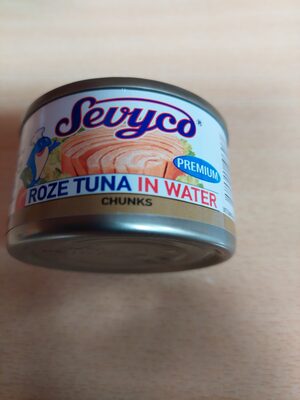 Sevyco®
PREMIUM
ROZE TUNA IN WATER
CHUNKS